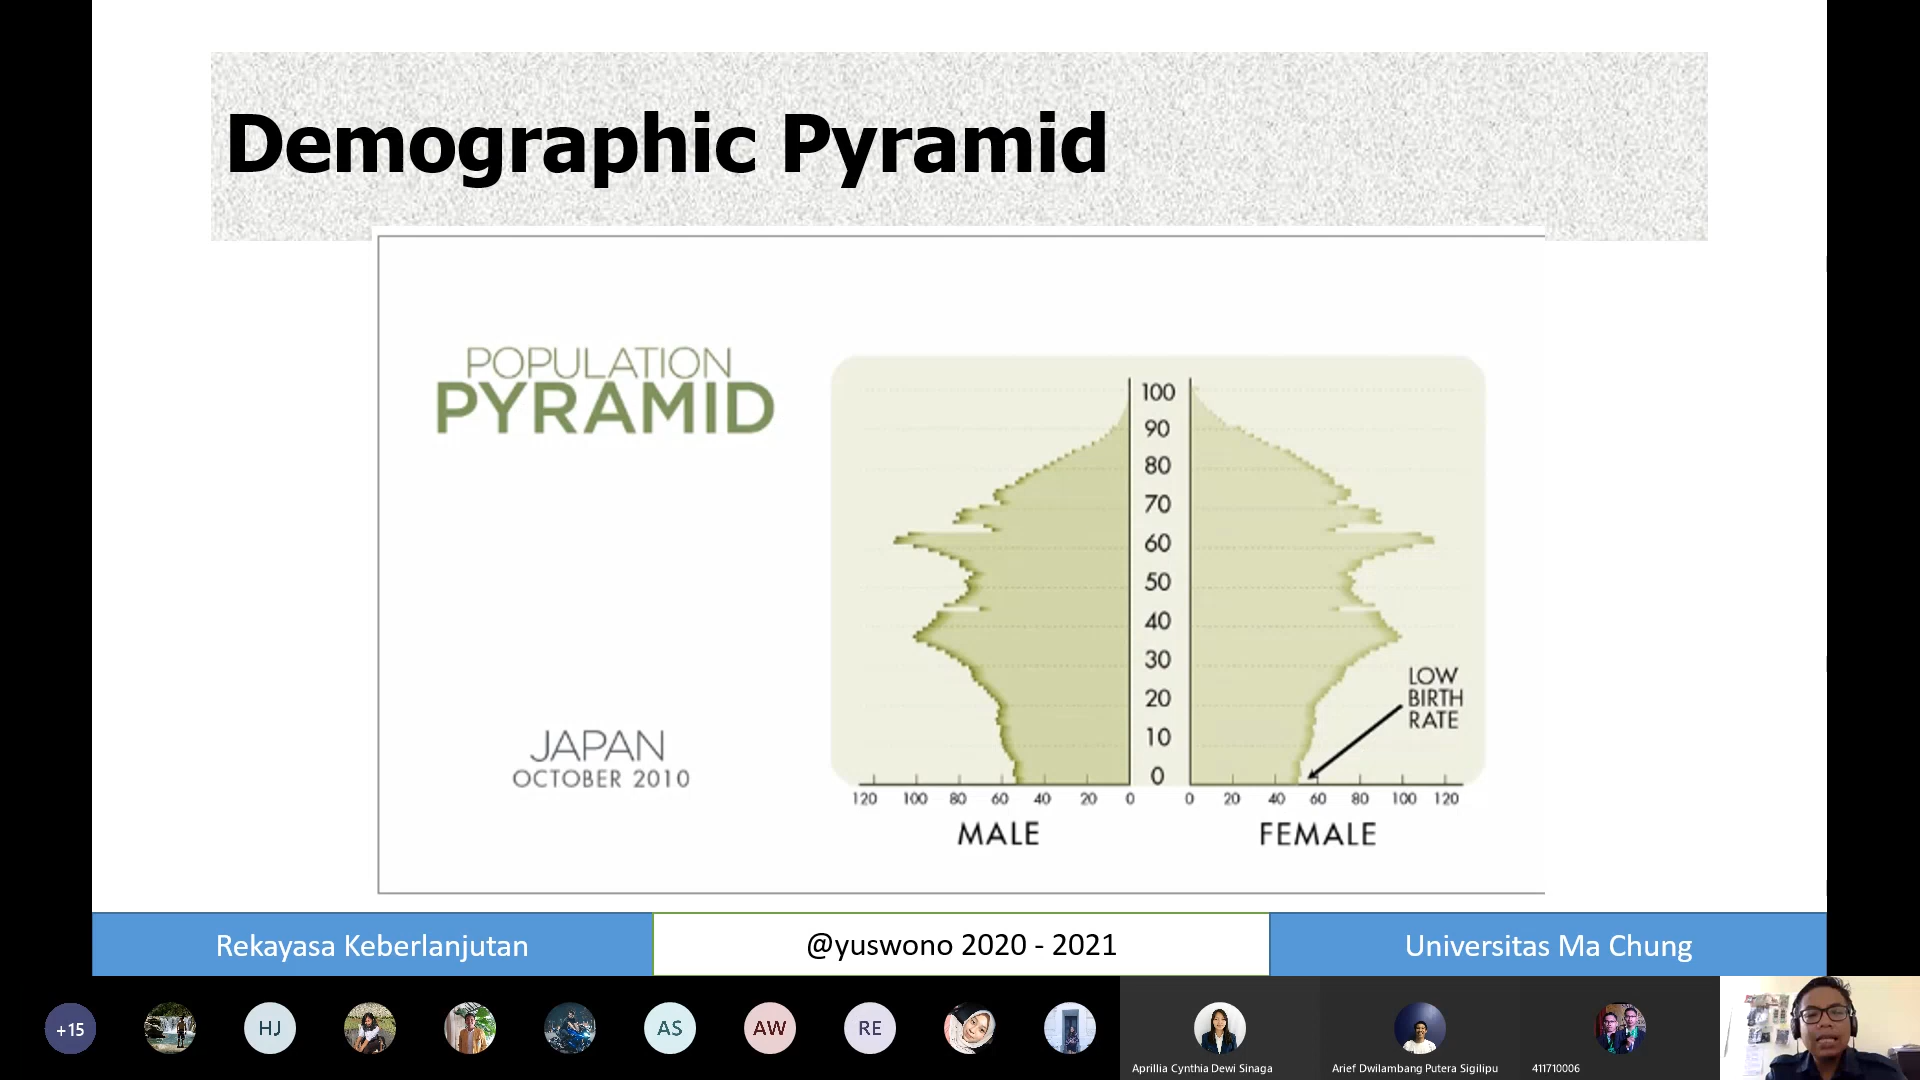 Demographic Pyramid
POPULATION
PYRAMID
JAPAN
OCTOBER 2010
100
90
80
70
60
50
40
30
20
10
0
LOW
BIRTH
RATE
120 100 80 60 40 20 0
0 20 40 60 80 100 120
MALE
FEMALE
Rekayasa Keberlanjutan
@yuswono 2020 - 2021
Universitas Ma Chung
+15
HJ
AS
AW
RE
Aprillia Cynthia Dewi Sinaga
Arief Dwilambang Putera Sigilipu
411710006